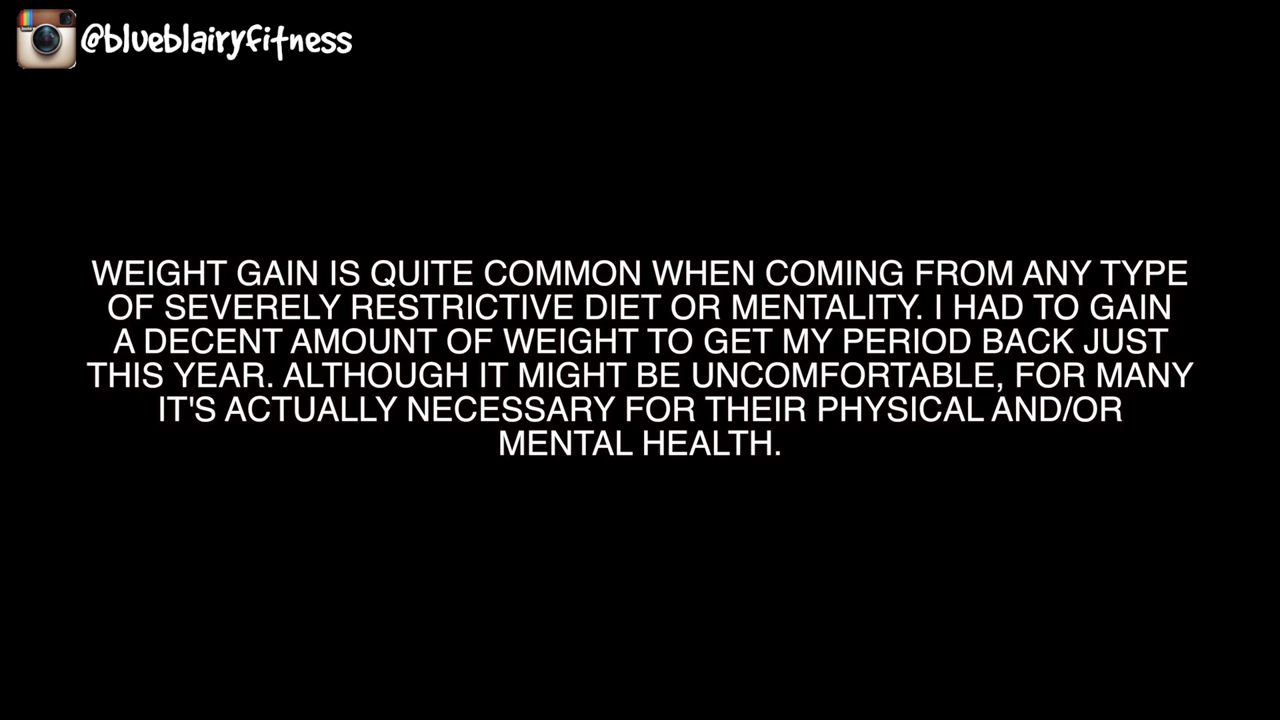 @blueblairyfitness
WEIGHT GAIN IS QUITE COMMON WHEN COMING FROM ANY TYPE
OF SEVERELY RESTRICTIVE DIET OR MENTALITY. I HAD TO GAIN
A DECENT AMOUNT OF WEIGHT TO GET MY PERIOD BACK JUST
THIS YEAR. ALTHOUGH IT MIGHT BE UNCOMFORTABLE, FOR MANY
IT'S ACTUALLY NECESSARY FOR THEIR PHYSICAL AND/OR
MENTAL HEALTH.